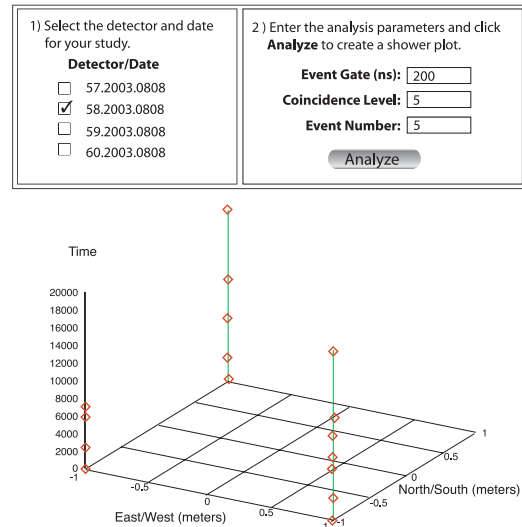 1) Select the detector and date
for your study.
Detector/Date
57.2003.0808
58.2003.0808
59.2003.0808
60.2003.0808
2 ) Enter the analysis parameters and click
Analyze to create a shower plot.
Event Gate (ns): 200
Coincidence Level: 5
Event Number: 5
Analyze
Time
20000
18000
16000
14000
12000
10000
8000
6000
4000
2000
0
-1
-0.5
0
0.5
1
East/West (meters)
-1
-0.5
0
0.5
1
North/South (meters)